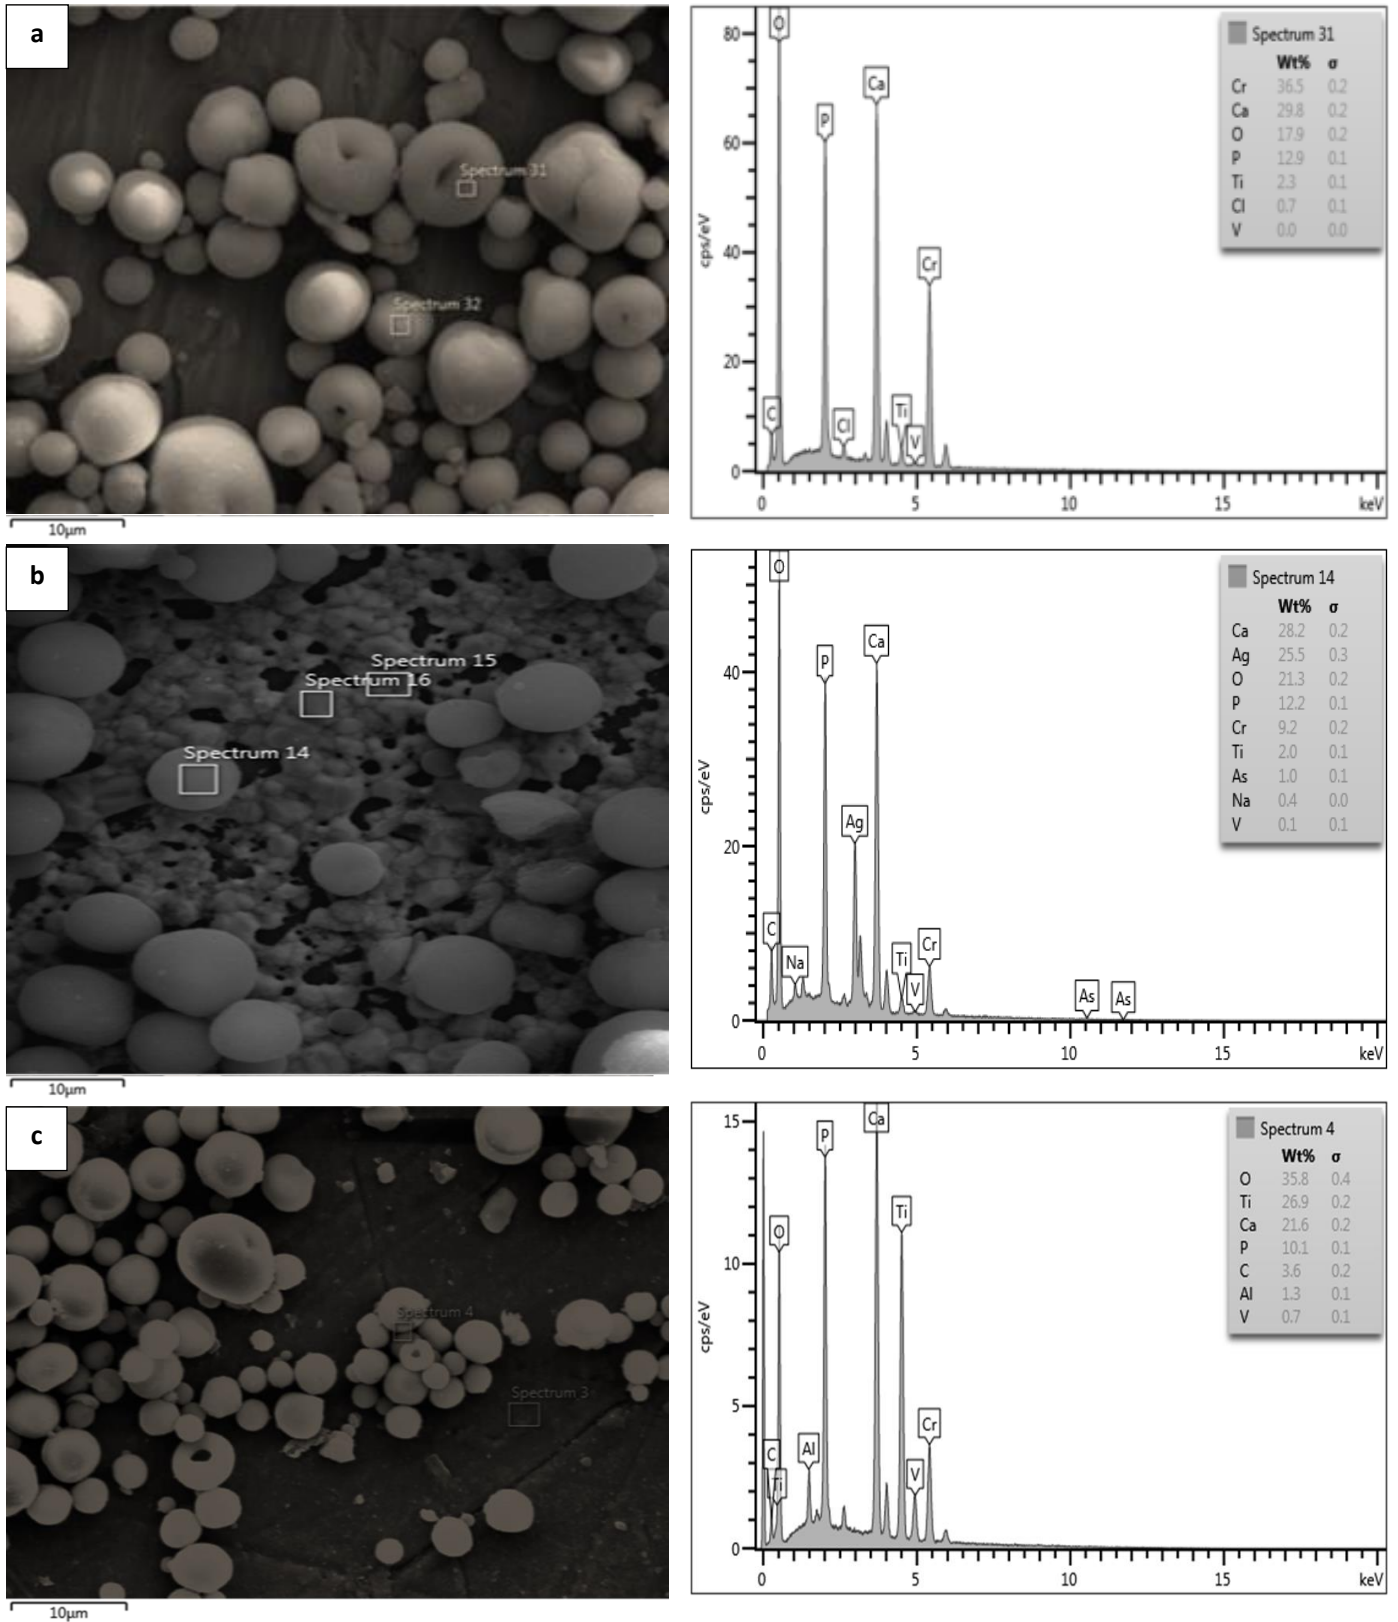 a
Spectrum 31
Spectrum 32
10µm
cps/eV
80
60
40
20
0
O
Ca
P
Cr
C
Cl
Ti
V
0 5 10 15 keV
Spectrum 31
Wt% σ
Cr 36.5 0.2
Ca 29.8 0.2
O 17.9 0.2
P 12.9 0.1
Ti 2.3 0.1
Cl 0.7 0.1
V 0.0 0.0
b
Spectrum 15
Spectrum 16
Spectrum 14
10µm
cps/eV
40
20
0
O
Ca
P
Ag
C
Na
Ti
V
Cr
As
As
0 5 10 15 keV
Spectrum 14
Wt% σ
Ca 28.2 0.2
Ag 25.5 0.3
O 21.3 0.2
P 12.2 0.1
Cr 9.2 0.2
Ti 2.0 0.1
As 1.0 0.1
Na 0.4 0.0
V 0.1 0.1
c
Spectrum 4
Spectrum 3
10µm
cps/eV
15
10
5
0
Ca
P
Ti
O
Cr
C
Al
Ti
V
0 5 10 15 keV
Spectrum 4
Wt% σ
O 35.8 0.4
Ti 26.9 0.2
Ca 21.6 0.2
P 10.1 0.1
C 3.6 0.2
Al 1.3 0.1
V 0.7 0.1